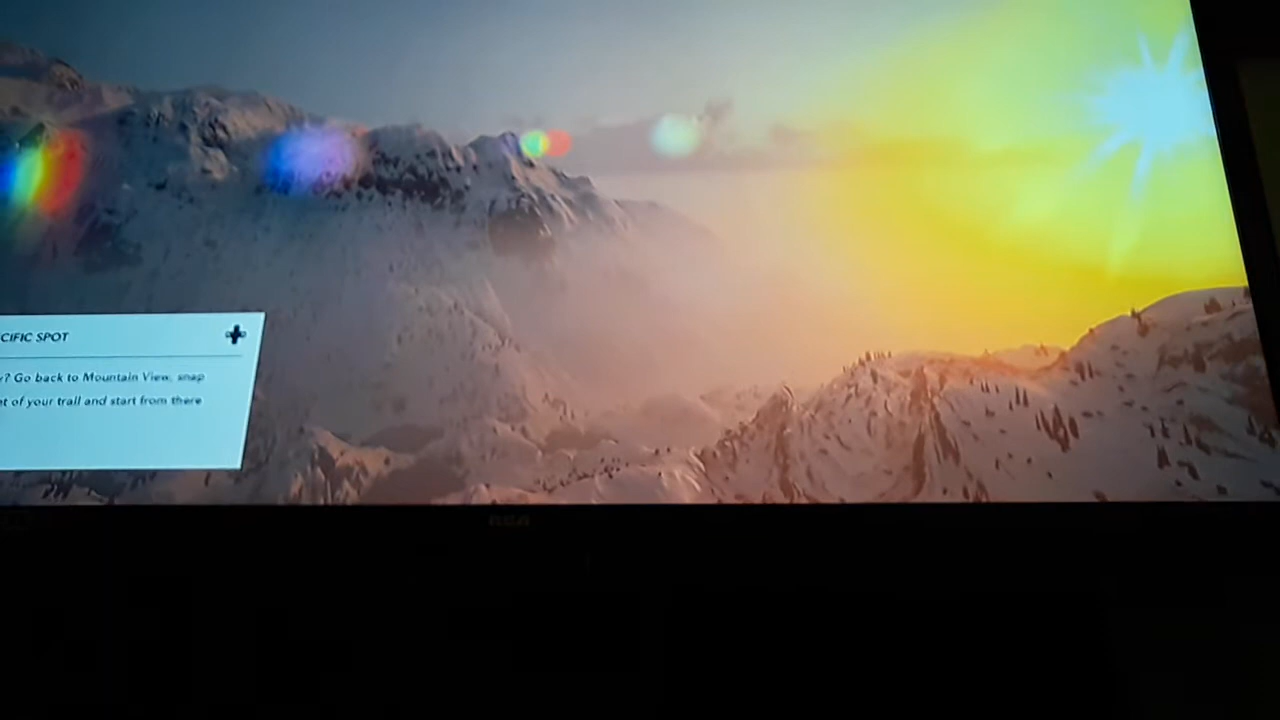 CIFIC SPOT
? Go back to Mountain View, snap
t of your trail and start from there